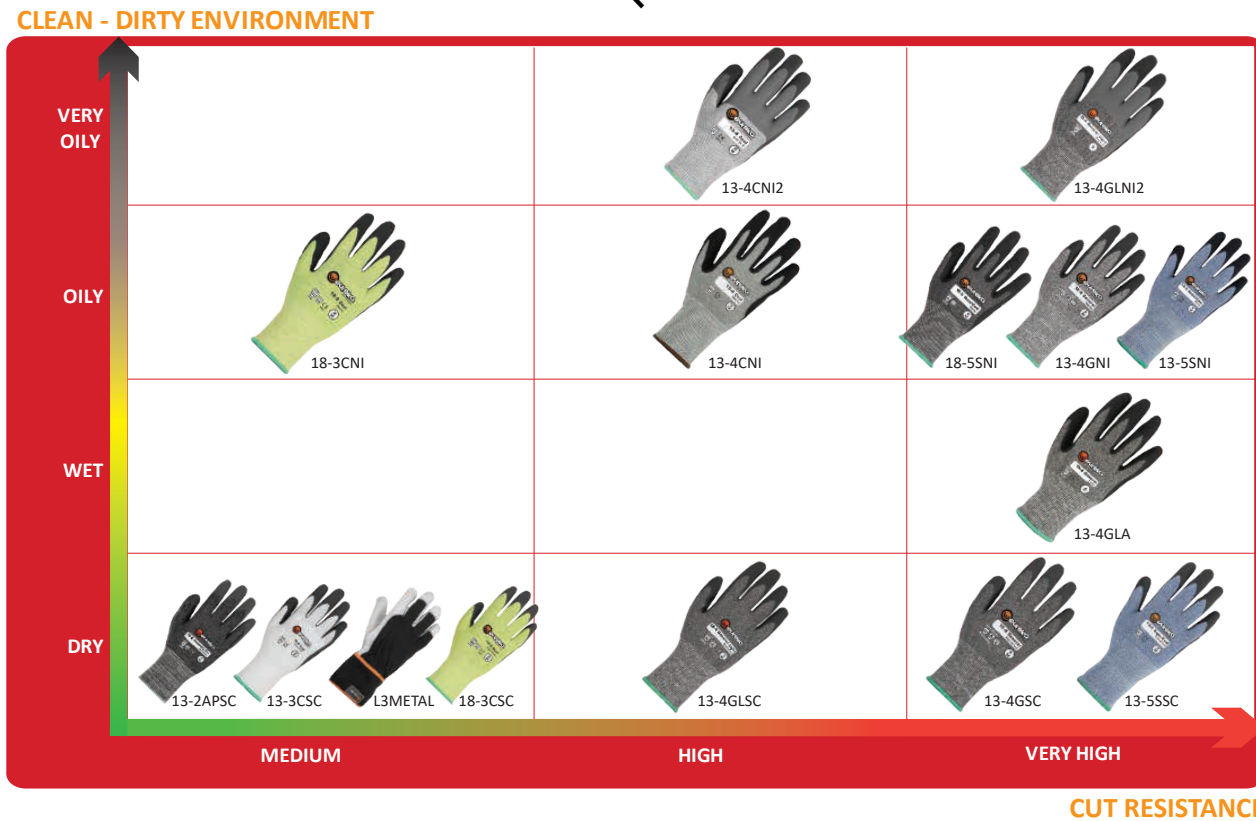 CLEAN - DIRTY ENVIRONMENT
VERY
OILY
13-4CNI2
13-4GLNI2
OILY
18-3CNI
13-4CNI
18-5SNI
13-4GNI
13-5SNI
WET
13-4GLA
DRY
13-2APSC
13-3CSC
L3METAL
18-3CSC
13-4GLSC
13-4GSC
13-5SSC
MEDIUM
HIGH
VERY HIGH
CUT RESISTANC